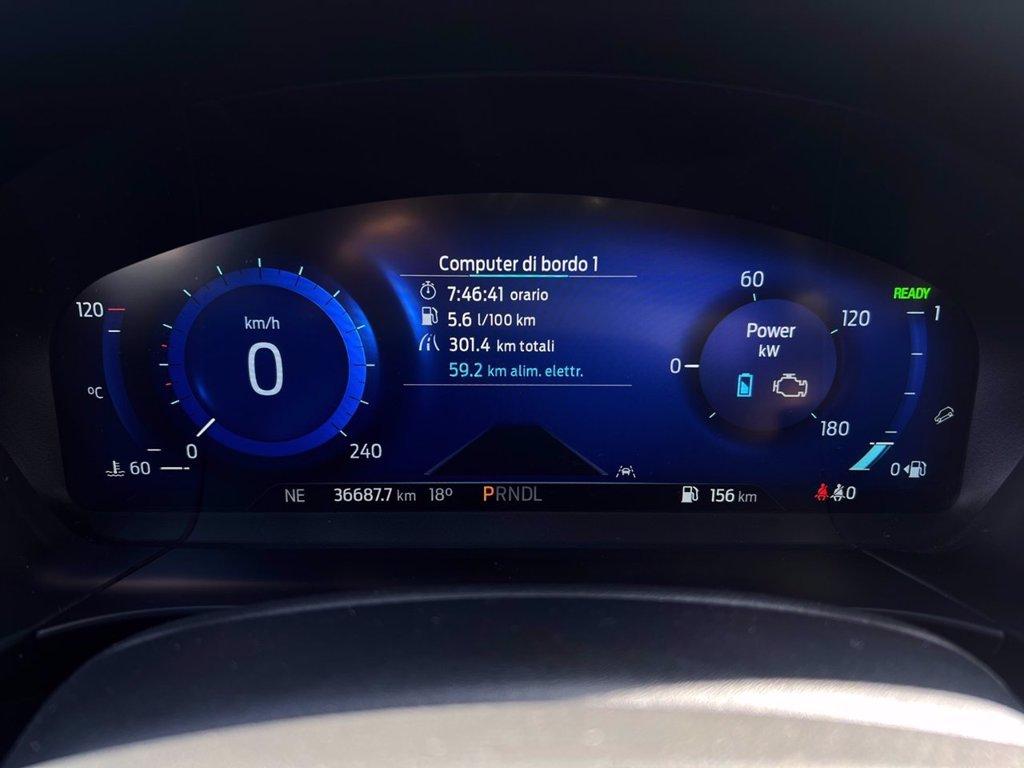 Computer di bordo 1
7:46:41 orario
5.6 l/100 km
301.4 km totali
59.2 km alim. elettr.
120
°C
60
km/h
0
0
240
60
0
120
180
Power
kW
READY
1
0
NE 36687.7 km 18° PRNDL 156 km 0